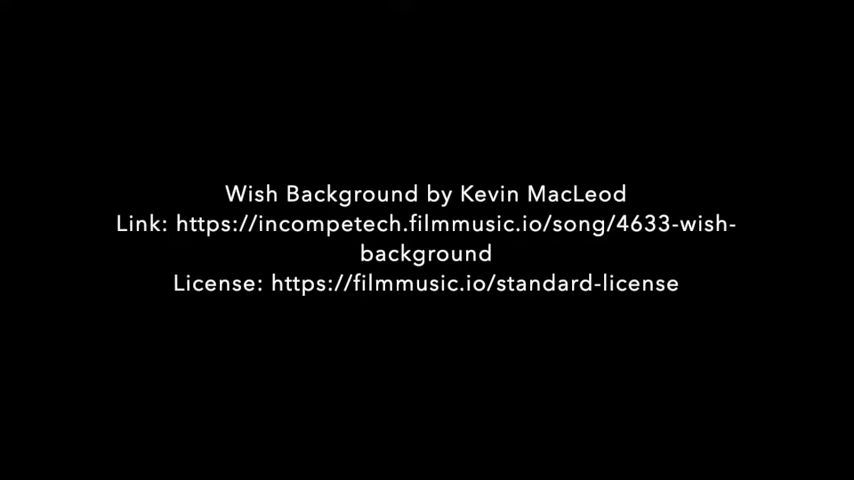 Wish Background by Kevin MacLeod
Link: https://incompetech.filmmusic.io/song/4633-wish-
background
License: https://filmmusic.io/standard-license